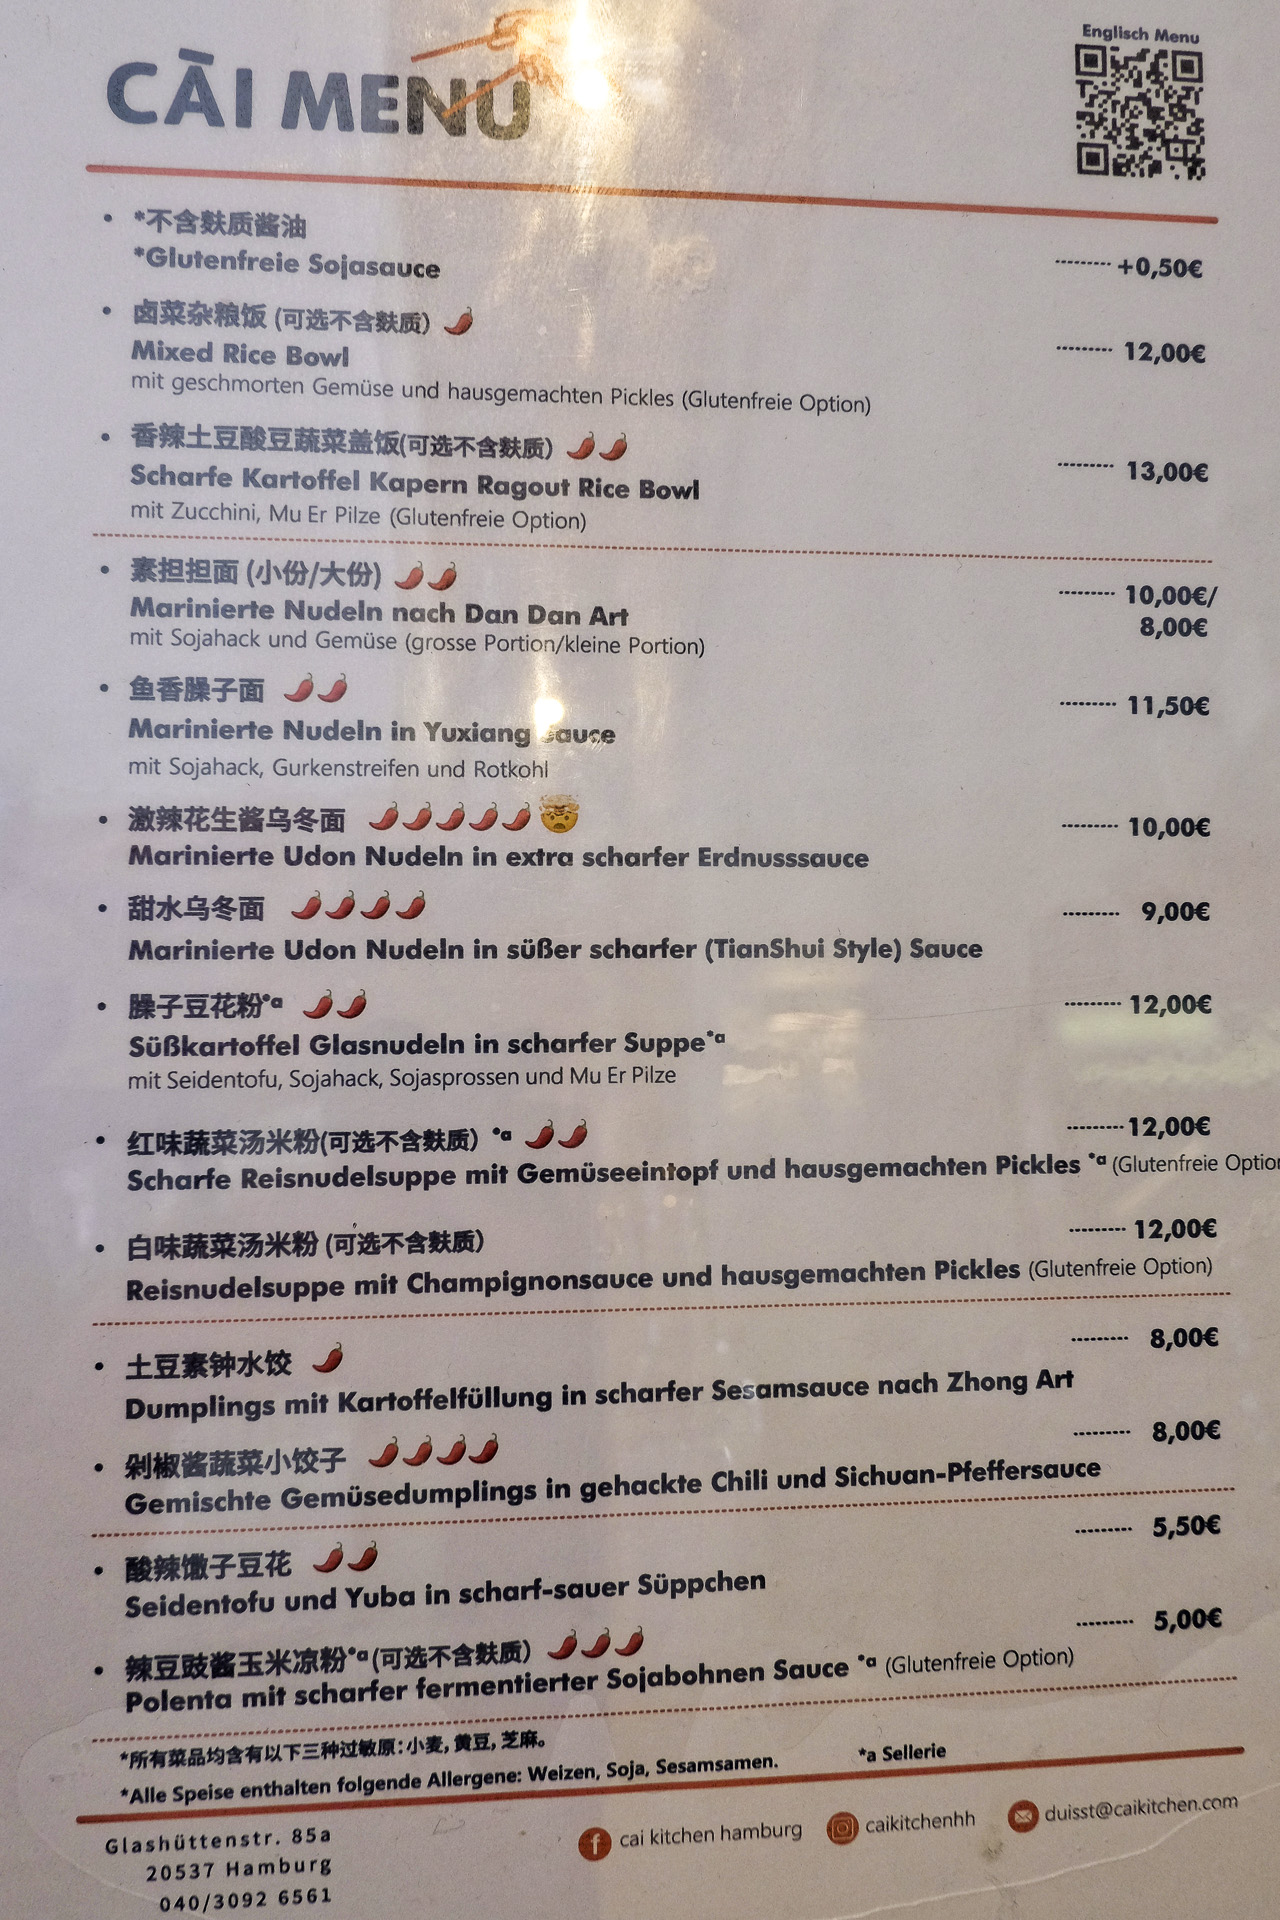 Englisch Menu
CĀI MENU
• *不含麸质酱油
*Glutenfreie Sojasauce --------- +0,50€
• 卤菜杂粮饭 (可选不含麸质)
Mixed Rice Bowl --------- 12,00€
mit geschmorten Gemüse und hausgemachten Pickles (Glutenfreie Option)
• 香辣土豆酸豆蔬菜盖饭(可选不含麸质)
Scharfe Kartoffel Kapern Ragout Rice Bowl --------- 13,00€
mit Zucchini, Mu Er Pilze (Glutenfreie Option)
• 素担担面 (小份/大份)
Marinierte Nudeln nach Dan Dan Art --------- 10,00€/
8,00€
mit Sojahack und Gemüse (grosse Portion/kleine Portion)
• 鱼香臊子面 --------- 11,50€
Marinierte Nudeln in Yuxiang Sauce
mit Sojahack, Gurkenstreifen und Rotkohl
• 激辣花生酱乌冬面 --------- 10,00€
Marinierte Udon Nudeln in extra scharfer Erdnusssauce
• 甜水乌冬面 --------- 9,00€
Marinierte Udon Nudeln in süßer scharfer (TianShui Style) Sauce
• 臊子豆花粉*a --------- 12,00€
Süßkartoffel Glasnudeln in scharfer Suppe*a
mit Seidentofu, Sojahack, Sojasprossen und Mu Er Pilze
• 红味蔬菜汤米粉(可选不含麸质) *a --------- 12,00€
Scharfe Reisnudelsuppe mit Gemüseeintopf und hausgemachten Pickles *a (Glutenfreie Option
• 白味蔬菜汤米粉 (可选不含麸质) --------- 12,00€
Reisnudelsuppe mit Champignonsauce und hausgemachten Pickles (Glutenfreie Option)
• 土豆素钟水饺 --------- 8,00€
Dumplings mit Kartoffelfüllung in scharfer Sesamsauce nach Zhong Art
• 剁椒酱蔬菜小饺子 --------- 8,00€
Gemischte Gemüsedumplings in gehackte Chili und Sichuan-Pfeffersauce
• 酸辣馓子豆花 --------- 5,50€
Seidentofu und Yuba in scharf-sauer Süppchen
• 辣豆豉酱玉米凉粉*a(可选不含麸质) --------- 5,00€
Polenta mit scharfer fermentierter Sojabohnen Sauce *a (Glutenfreie Option)
*所有菜品均含有以下三种过敏原:小麦,黄豆,芝麻。
*Alle Speise enthalten folgende Allergene: Weizen, Soja, Sesamsamen. *a Sellerie
Glashüttenstr. 85a
20537 Hamburg
040/3092 6561
cai kitchen hamburg caikitchenhh duisst@caikitchen.com